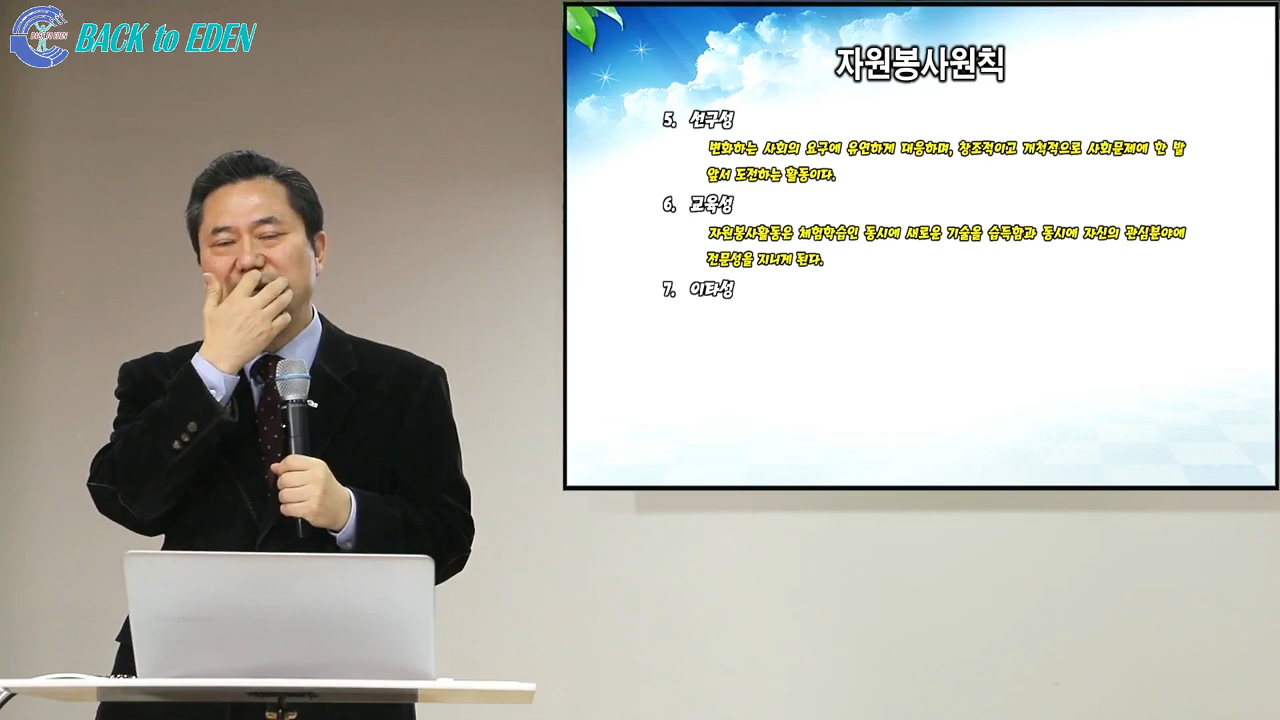 BACK to EDEN
자원봉사원칙
5. 선구성
변화하는 사회의 요구에 유연하게 대응하며, 창조적이고 개척적으로 사회문제에 한 발
앞서 도전하는 활동이다.
6. 교육성
자원봉사활동은 체험학습인 동시에 새로운 기술을 습득함과 동시에 자신의 관심분야에
전문성을 지니게 된다.
7. 이타성